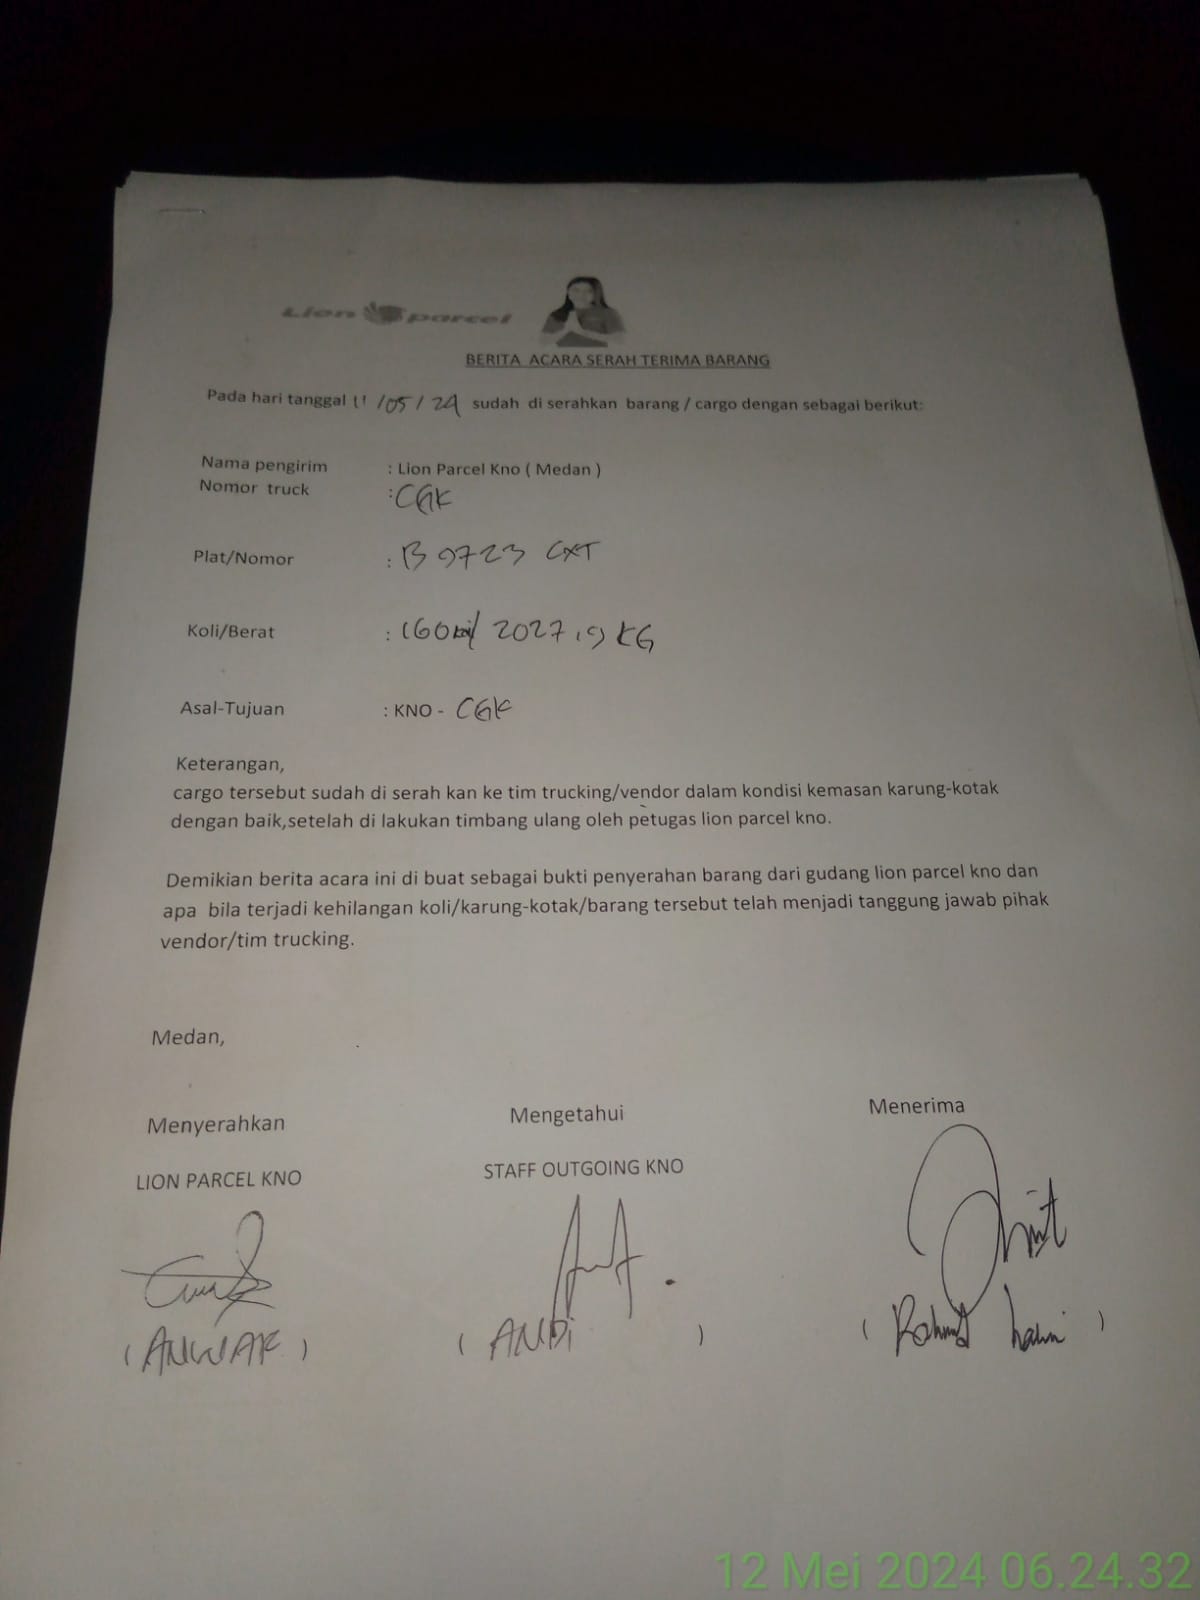 Lion parcel
BERITA ACARA SERAH TERIMA BARANG
Pada hari tanggal 11 /05 / 24 sudah di serahkan barang / cargo dengan sebagai berikut:
Nama pengirim : Lion Parcel Kno ( Medan )
Nomor truck : CGK
Plat/Nomor : B 9723 CXT
Koli/Berat : 160 koli/ 2027,9 KG
Asal-Tujuan : KNO - CGK
Keterangan,
cargo tersebut sudah di serah kan ke tim trucking/vendor dalam kondisi kemasan karung-kotak
dengan baik,setelah di lakukan timbang ulang oleh petugas lion parcel kno.
Demikian berita acara ini di buat sebagai bukti penyerahan barang dari gudang lion parcel kno dan
apa bila terjadi kehilangan koli/karung-kotak/barang tersebut telah menjadi tanggung jawab pihak
vendor/tim trucking.
Medan,
Menyerahkan Mengetahui Menerima
LION PARCEL KNO STAFF OUTGOING KNO
( ANWAR ) ( ANDi ) ( Rahmat )
12 Mei 2024 06.24.32